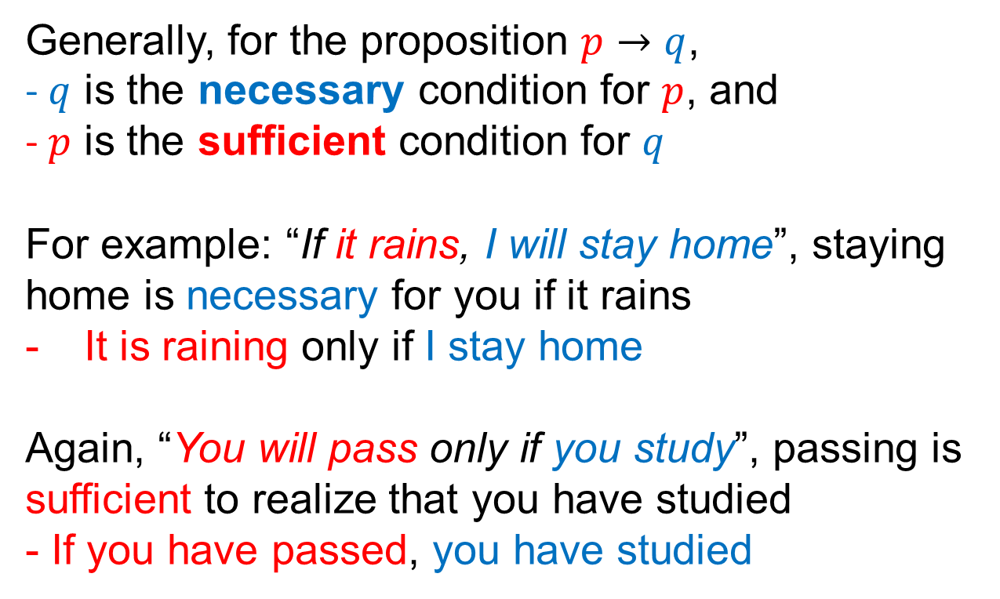 Generally, for the proposition p → q,
- q is the necessary condition for p, and
- p is the sufficient condition for q
For example: “If it rains, I will stay home”, staying
home is necessary for you if it rains
- It is raining only if I stay home
Again, “You will pass only if you study”, passing is
sufficient to realize that you have studied
- If you have passed, you have studied